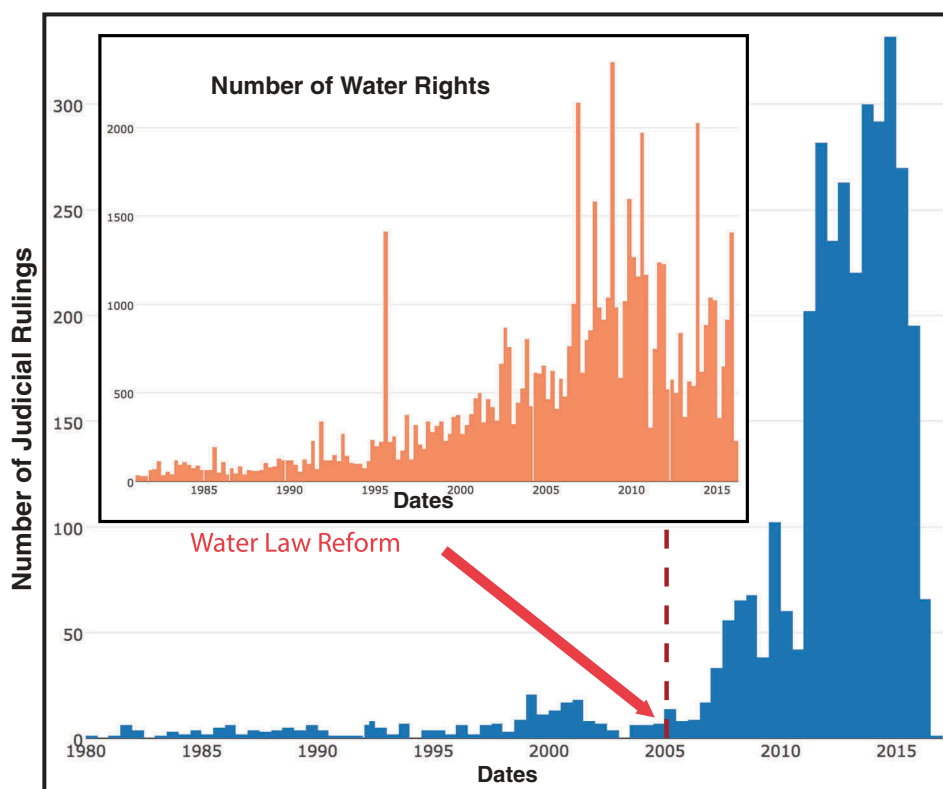 Number of Judicial Rulings
300
250
200
150
100
50
0
Number of Water Rights
2000
1500
1000
500
0
1985 1990 1995 2000 2005 2010 2015
Dates
Water Law Reform
1980 1985 1990 1995 2000 2005 2010 2015
Dates